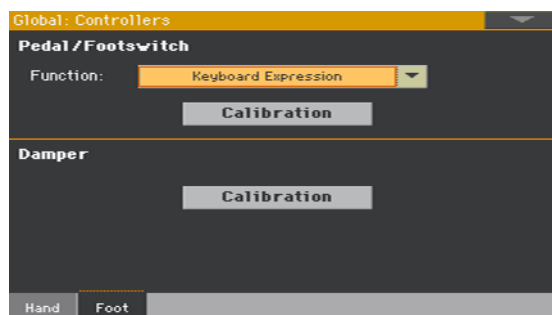 Global: Controllers
Pedal/Footswitch
Function: Keyboard Expression
Calibration
Damper
Calibration
Hand Foot